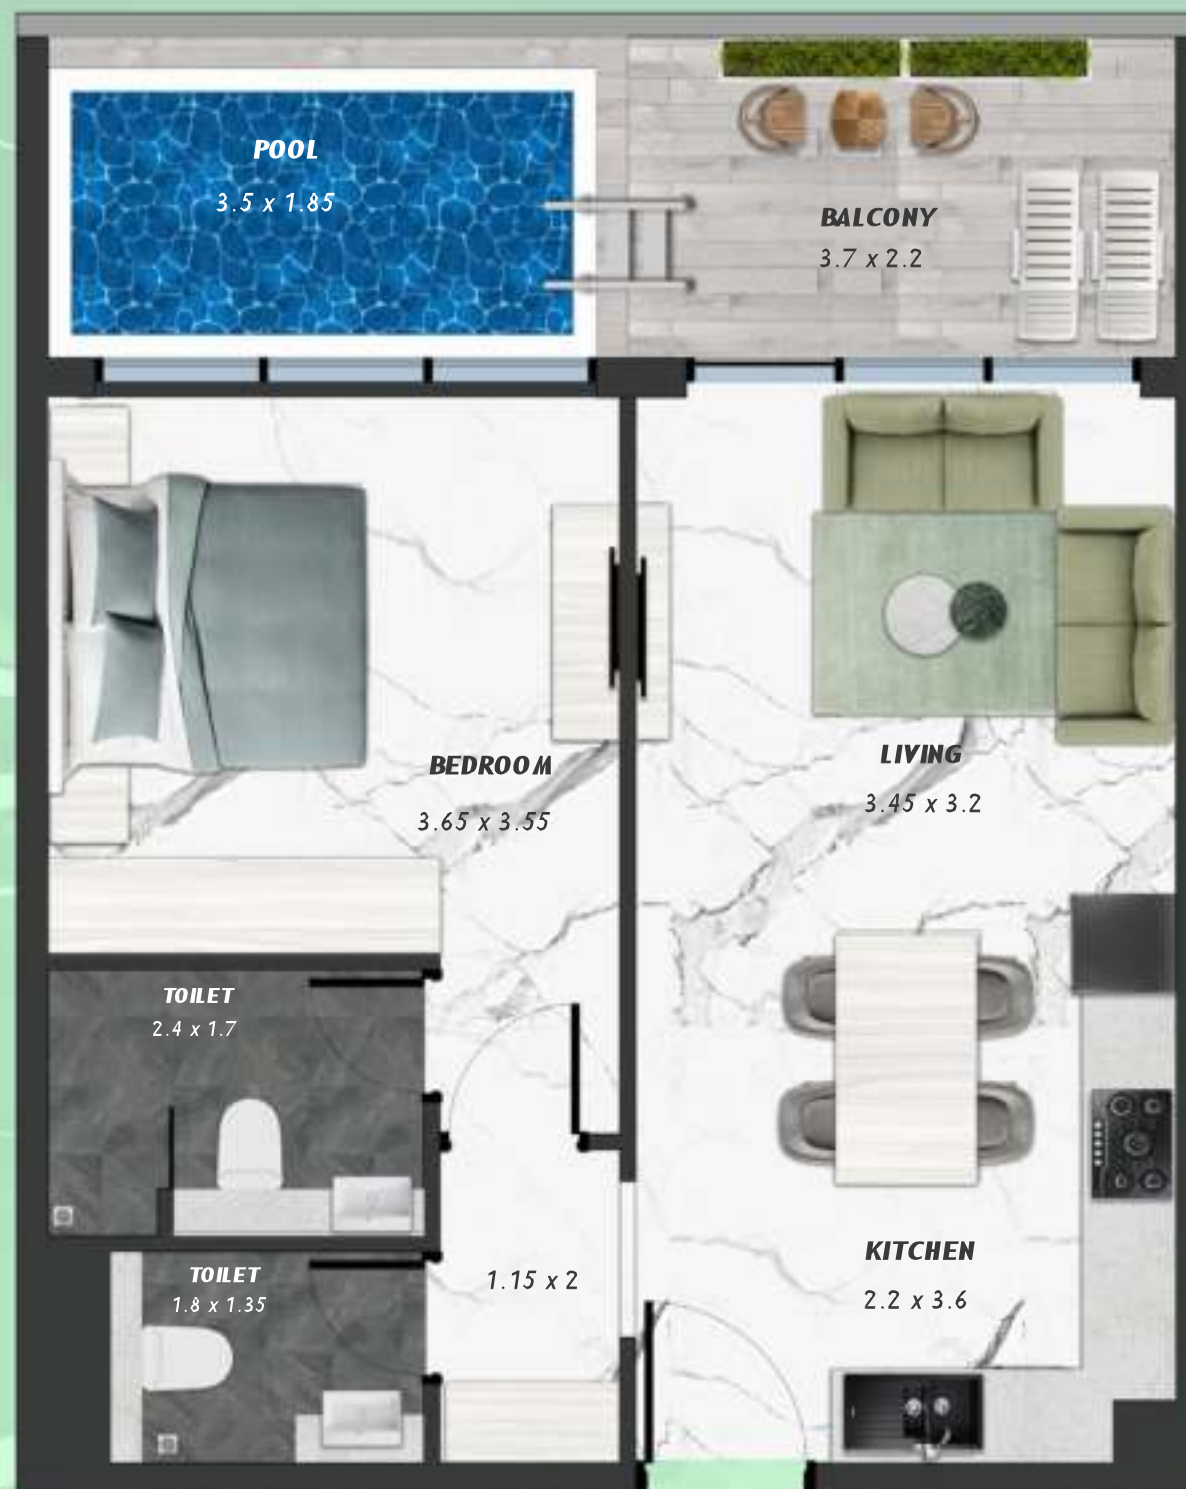 POOL
3.5 x 1.85
BALCONY
3.7 x 2.2
BEDROOM
3.65 x 3.55
LIVING
3.45 x 3.2
TOILET
2.4 x 1.7
TOILET
1.8 x 1.35
1.15 x 2
KITCHEN
2.2 x 3.6